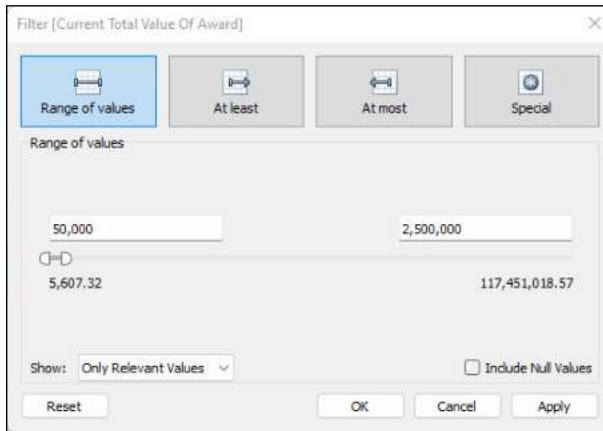 Filter [Current Total Value Of Award]
Range of values At least At most Special
Range of values
50,000 2,500,000
5,607.32 117,451,018.57
Show: Only Relevant Values Include Null Values
Reset OK Cancel Apply